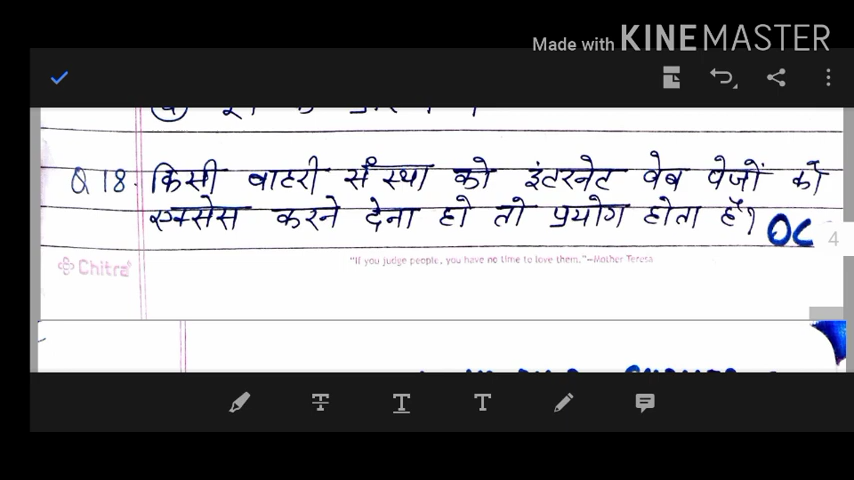 Made with KINEMASTER
Q 18. किसी बाहरी संस्था को इंटरनेट वेब पेजों को
एक्सेस करने देना हो तो प्रयोग होता है?
4
Chitra
"If you judge people, you have no time to love them."–Mother Teresa